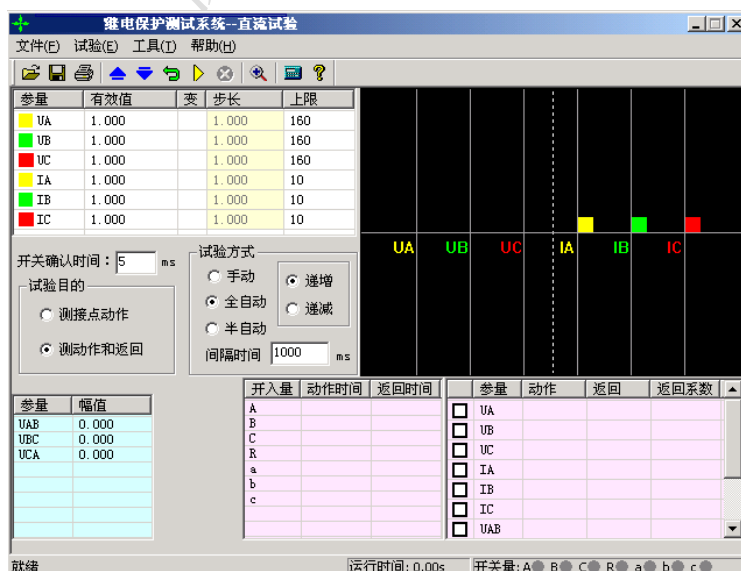 继电保护测试系统--直流试验
文件(F) 试验(E) 工具(T) 帮助(H)
参量 有效值 变 步长 上限
UA 1.000 1.000 160
UB 1.000 1.000 160
UC 1.000 1.000 160
IA 1.000 1.000 10
IB 1.000 1.000 10
IC 1.000 1.000 10
UA UB UC IA IB IC
开关确认时间：5 ms
试验目的
测接点动作
测动作和返回
试验方式
手动
全自动
半自动
递增
递减
间隔时间 1000 ms
参量 幅值
UAB 0.000
UBC 0.000
UCA 0.000
开入量 动作时间 返回时间
A
B
C
R
a
b
c
参量 动作 返回 返回系数
UA
UB
UC
IA
IB
IC
UAB
就绪 运行时间: 0.00s 开关量: A B C R a b c